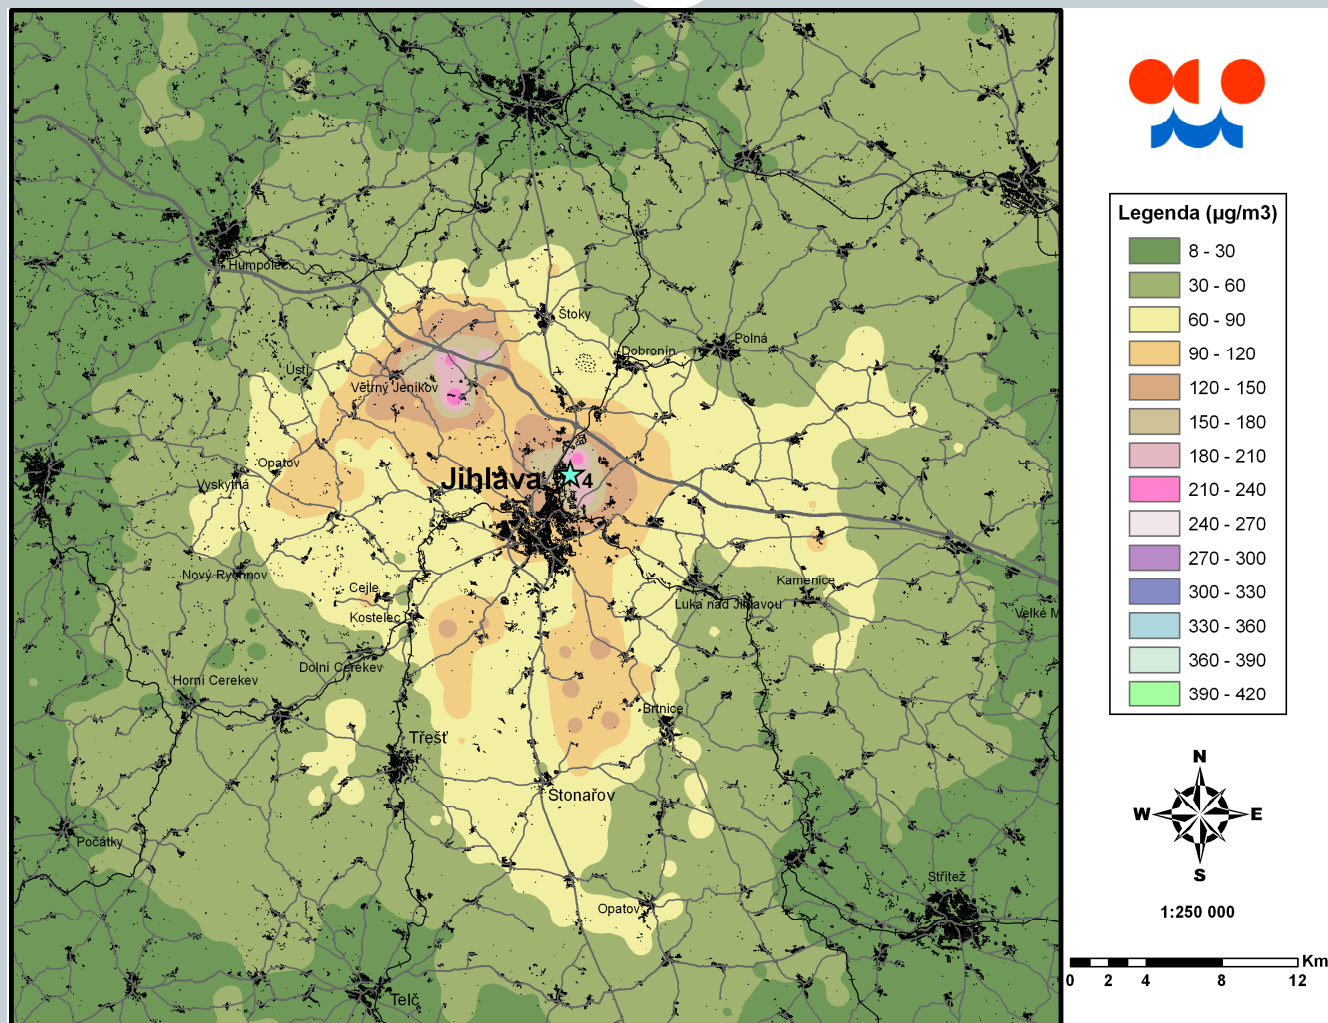 Humpolec
Štoky
Dobronín
Polná
Ústí
Větrný Jeníkov
Opatov
Vyskytná
Jihlava
4
Nový Rychnov
Cejle
Kostelec
Kamenice
Luka nad Jihlavou
Velké M
Dolní Cerekev
Horní Cerekev
Brtnice
Třešť
Stonařov
Počátky
Střítež
Opatov
Telč
Legenda (µg/m3)
8 - 30
30 - 60
60 - 90
90 - 120
120 - 150
150 - 180
180 - 210
210 - 240
240 - 270
270 - 300
300 - 330
330 - 360
360 - 390
390 - 420
N
W E
S
1:250 000
Km
0 2 4 8 12